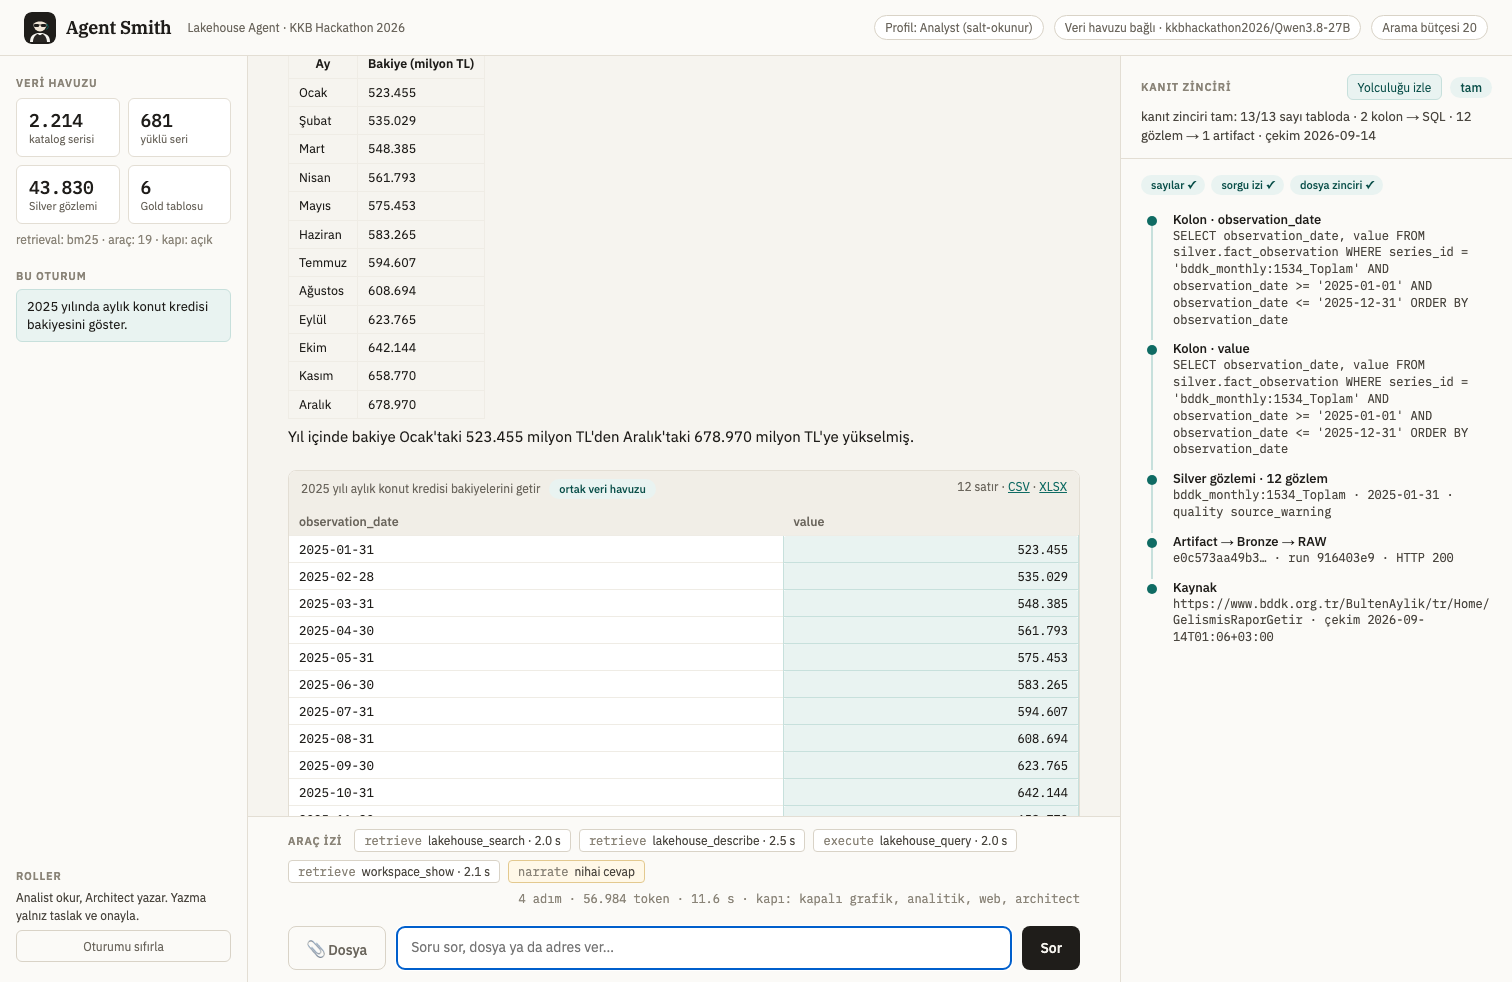 Agent Smith
Lakehouse Agent · KKB Hackathon 2026
Profil: Analyst (salt-okunur)
Veri havuzu bağlı · kkbhackathon2026/Qwen3.8-27B
Arama bütçesi 20
VERİ HAVUZU
2.214
katalog serisi
681
yüklü seri
43.830
Silver gözlemi
6
Gold tablosu
retrieval: bm25 · araç: 19 · kapı: açık
BU OTURUM
2025 yılında aylık konut kredisi
bakiyesini göster.
ROLLER
Analist okur, Architect yazar. Yazma
yalnız taslak ve onayla.
Oturumu sıfırla
Ay Bakiye (milyon TL)
Ocak 523.455
Şubat 535.029
Mart 548.385
Nisan 561.793
Mayıs 575.453
Haziran 583.265
Temmuz 594.607
Ağustos 608.694
Eylül 623.765
Ekim 642.144
Kasım 658.770
Aralık 678.970
Yıl içinde bakiye Ocak'taki 523.455 milyon TL'den Aralık'taki 678.970 milyon TL'ye yükselmiş.
2025 yılı aylık konut kredisi bakiyelerini getir ortak veri havuzu 12 satır · CSV · XLSX
observation_date value
2025-01-31 523.455
2025-02-28 535.029
2025-03-31 548.385
2025-04-30 561.793
2025-05-31 575.453
2025-06-30 583.265
2025-07-31 594.607
2025-08-31 608.694
2025-09-30 623.765
2025-10-31 642.144
ARAÇ İZİ retrieve lakehouse_search · 2.0 s retrieve lakehouse_describe · 2.5 s execute lakehouse_query · 2.0 s
retrieve workspace_show · 2.1 s narrate nihai cevap
4 adım · 56.984 token · 11.6 s · kapı: kapalı grafik, analitik, web, architect
📎 Dosya
Soru sor, dosya ya da adres ver...
Sor
KANIT ZİNCİRİ Yolculuğu izle tam
kanıt zinciri tam: 13/13 sayı tabloda · 2 kolon → SQL · 12
gözlem → 1 artifact · çekim 2026-09-14
sayılar ✓ sorgu izi ✓ dosya zinciri ✓
Kolon · observation_date
SELECT observation_date, value FROM
silver.fact_observation WHERE series_id =
'bddk_monthly:1534_Toplam' AND
observation_date >= '2025-01-01' AND
observation_date <= '2025-12-31' ORDER BY
observation_date
Kolon · value
SELECT observation_date, value FROM
silver.fact_observation WHERE series_id =
'bddk_monthly:1534_Toplam' AND
observation_date >= '2025-01-01' AND
observation_date <= '2025-12-31' ORDER BY
observation_date
Silver gözlemi · 12 gözlem
bddk_monthly:1534_Toplam · 2025-01-31 ·
quality source_warning
Artifact → Bronze → RAW
e0c573aa49b3… · run 916403e9 · HTTP 200
Kaynak
https://www.bddk.org.tr/BultenAylik/tr/Home/
GelismisRaporGetir · çekim 2026-09-
14T01:06+03:00